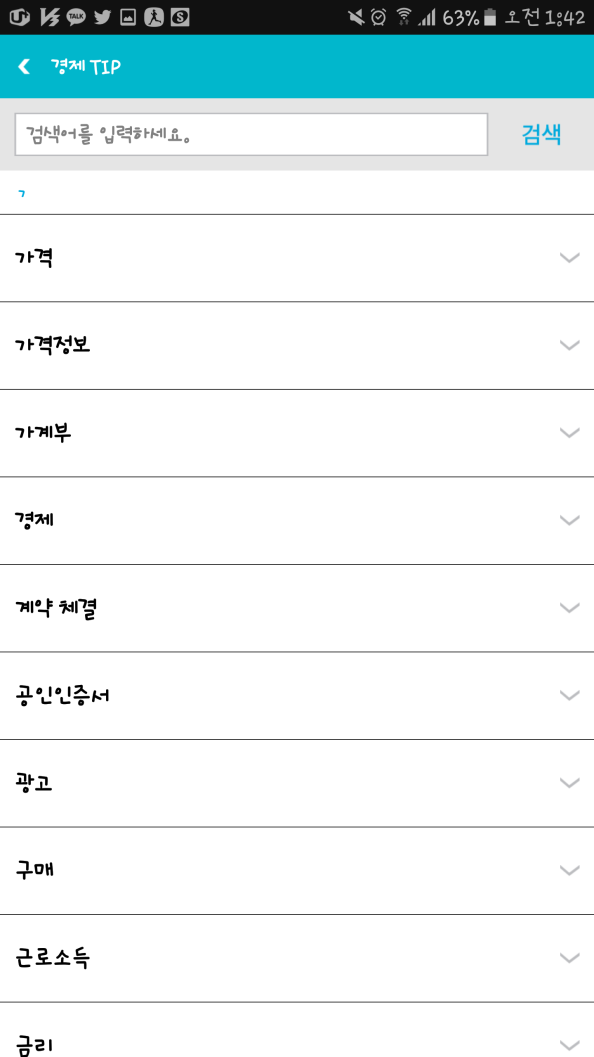 TALK S 63% 오전 1:42
경제 TIP
검색어를 입력하세요. 검색
ㄱ
가격
가격정보
가계부
경제
계약 체결
공인인증서
광고
구매
근로소득
금리